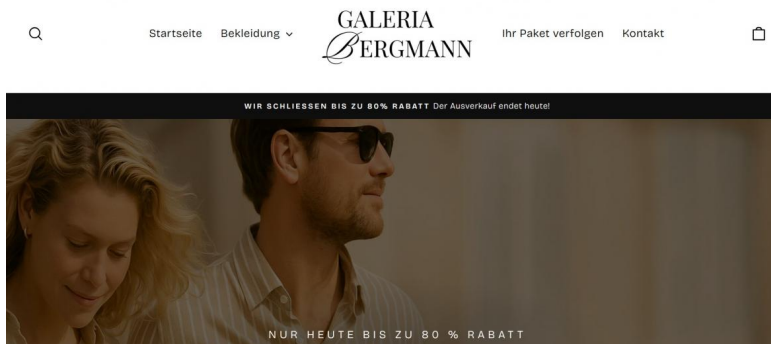 Startseite Bekleidung GALERIA BERGMANN Ihr Paket verfolgen Kontakt
WIR SCHLIESSEN BIS ZU 80% RABATT Der Ausverkauf endet heute!
NUR HEUTE BIS ZU 80 % RABATT